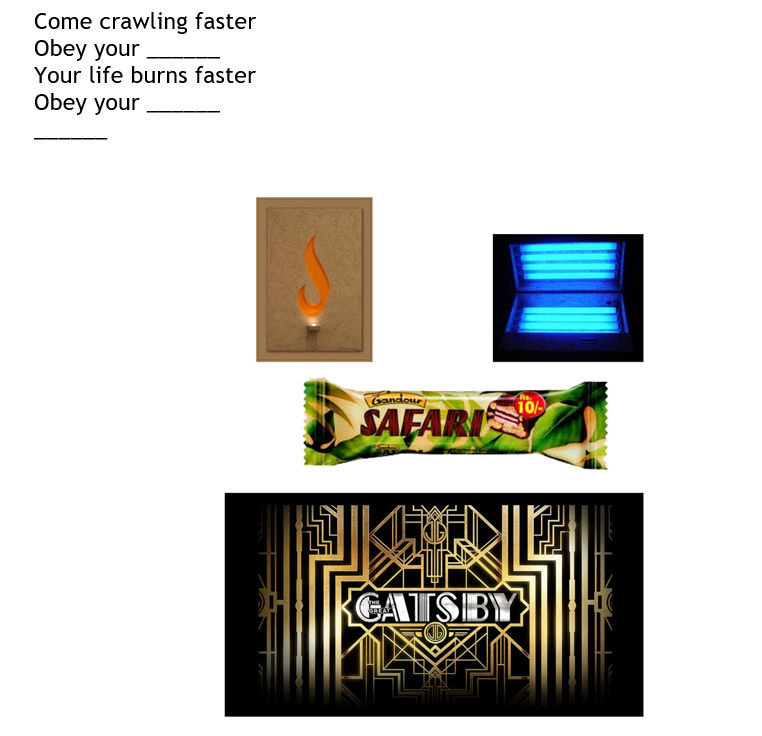 Come crawling faster
Obey your ______
Your life burns faster
Obey your ______
______
Gandour
SAFARI
Rs.
10/-
THE
GREAT
GATSBY
JG